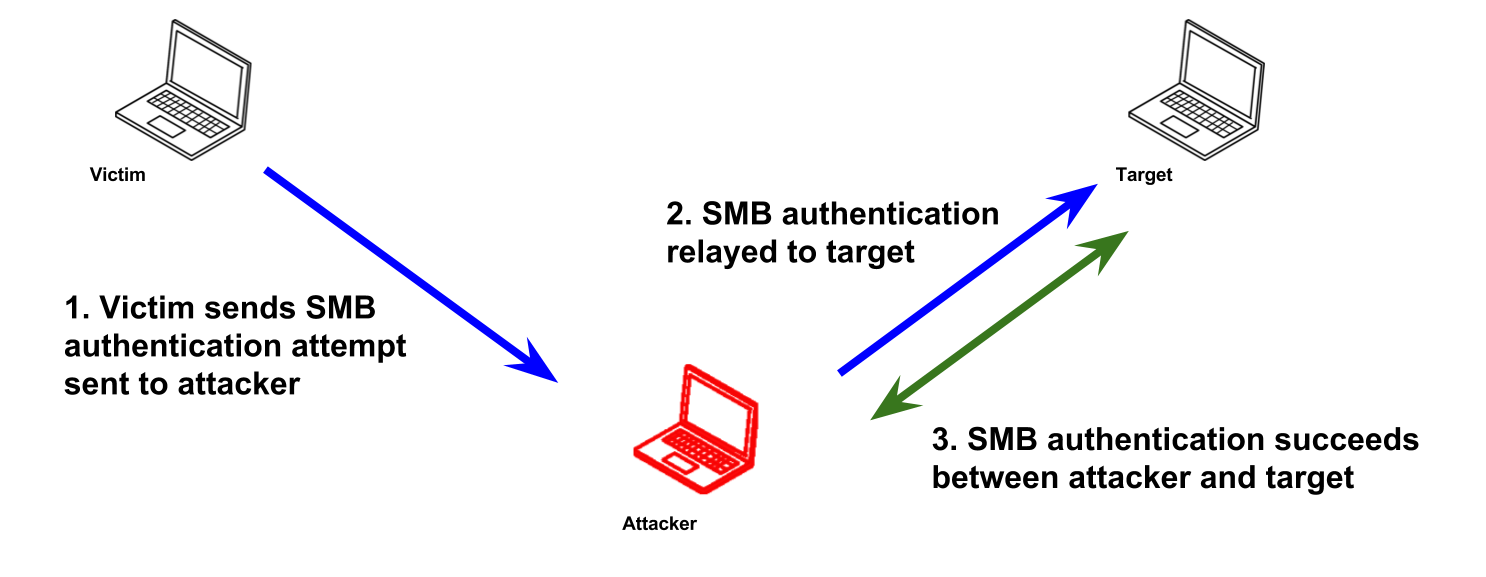 Victim
Target
2. SMB authentication
relayed to target
1. Victim sends SMB
authentication attempt
sent to attacker
3. SMB authentication succeeds
between attacker and target
Attacker